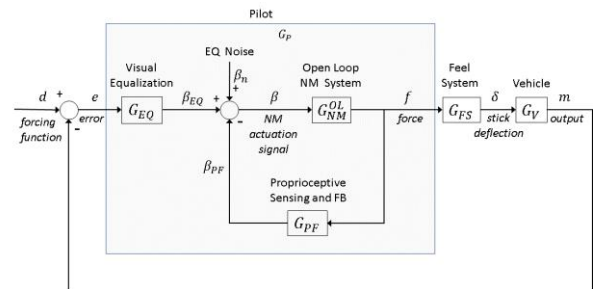 Pilot
G_P
EQ Noise
Visual
Equalization
Open Loop
NM System
Feel
System
Vehicle
β_n
+
d
+
e
G_EQ
β_EQ
+
β
G_NM^OL
f
G_FS
δ
G_V
m
forcing
function
-
error
-
NM
actuation
signal
force
stick
deflection
output
β_PF
Proprioceptive
Sensing and FB
G_PF